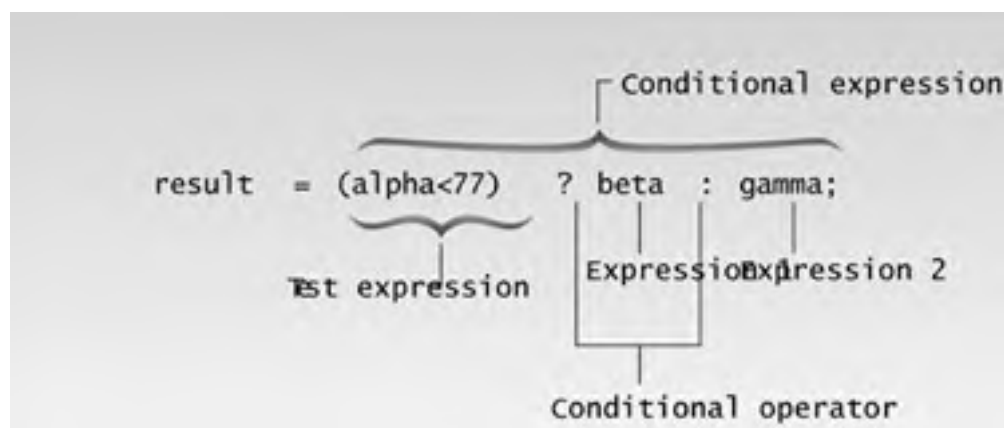 Conditional expression
result = (alpha<77) ? beta : gamma;
Test expression
Expression 1
Expression 2
Conditional operator